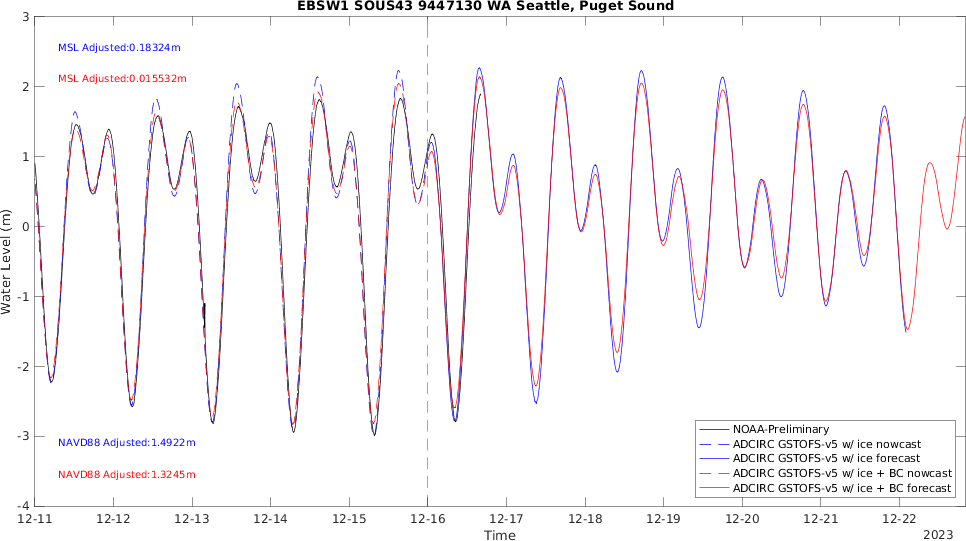 EBSW1 SOUS43 9447130 WA Seattle, Puget Sound
3
2
1
0
-1
-2
-3
-4
Water Level (m)
MSL Adjusted:0.18324m
MSL Adjusted:0.015532m
NAVD88 Adjusted:1.4922m
NAVD88 Adjusted:1.3245m
NOAA-Preliminary
ADCIRC GSTOFS-v5 w/ ice nowcast
ADCIRC GSTOFS-v5 w/ ice forecast
ADCIRC GSTOFS-v5 w/ ice + BC nowcast
ADCIRC GSTOFS-v5 w/ ice + BC forecast
12-11 12-12 12-13 12-14 12-15 12-16 12-17 12-18 12-19 12-20 12-21 12-22
Time
2023